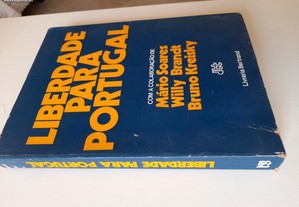 LIBERDADE
PARA
PORTUGAL
COM A COLABORAÇÃO DE
Mário Soares
Willy Brandt
Bruno Kreisky
Livraria Bertrand
LIBERDADE PARA PORTUGAL